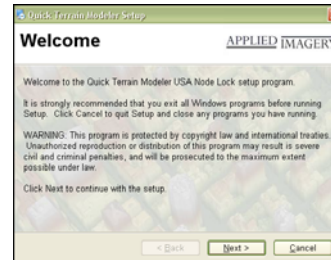 Quick Terrain Modeler Setup
Welcome
APPLIED IMAGERY
Welcome to the Quick Terrain Modeler USA Node Lock setup program.
It is strongly recommended that you exit all Windows programs before running
Setup. Click Cancel to quit Setup and close any programs you have running.
WARNING: This program is protected by copyright law and international treaties.
Unauthorized reproduction or distribution of this program may result is severe
civil and criminal penalties, and will be prosecuted to the maximum extent
possible under law.
Click Next to continue with the setup.
< Back
Next >
Cancel